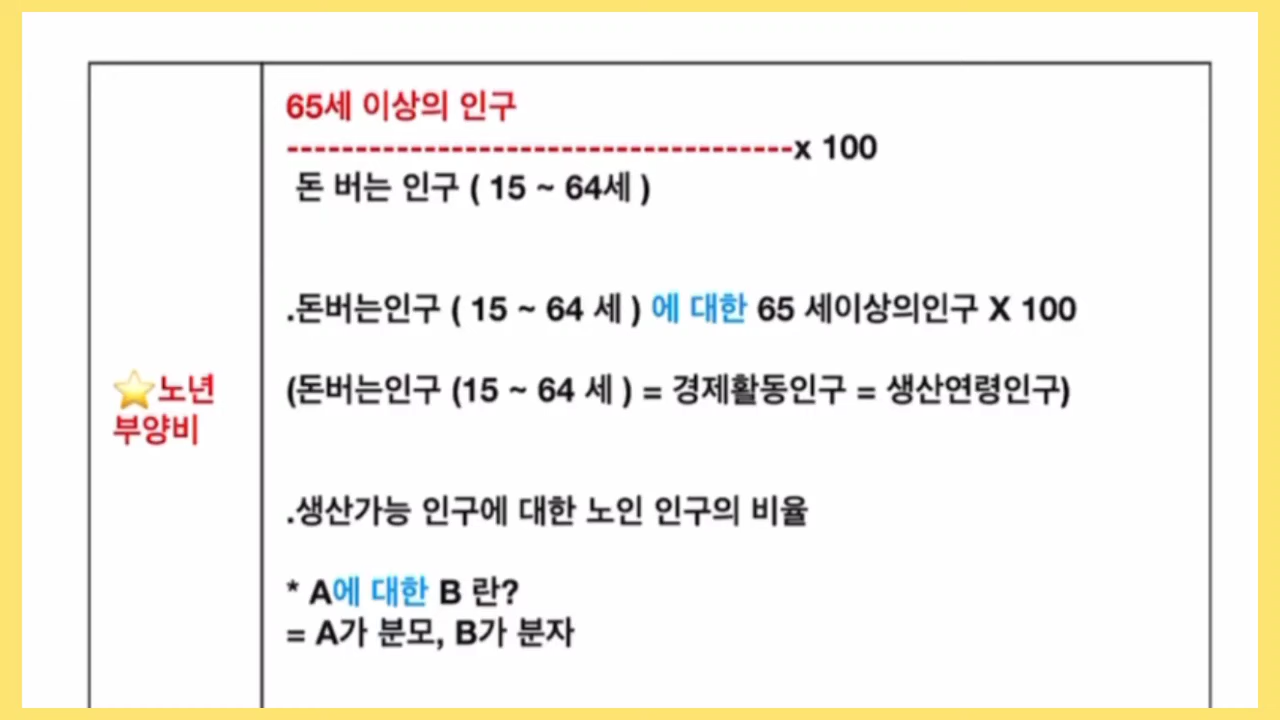 65세 이상의 인구
-------------------------------------x 100
돈 버는 인구 ( 15 ~ 64세 )
.돈버는인구 ( 15 ~ 64 세 ) 에 대한 65 세이상의인구 X 100
⭐노년
부양비
(돈버는인구 (15 ~ 64 세 ) = 경제활동인구 = 생산연령인구)
.생산가능 인구에 대한 노인 인구의 비율
* A에 대한 B 란?
= A가 분모, B가 분자